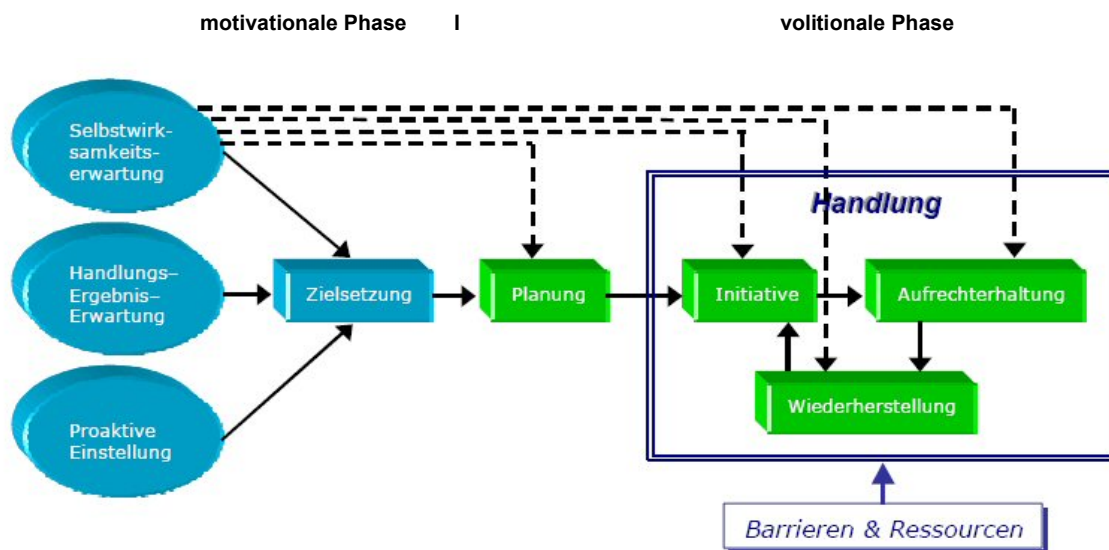 motivationale Phase I volitionale Phase
Selbstwirk-
samkeits-
erwartung
Handlung
Handlungs–
Ergebnis–
Erwartung
Zielsetzung
Planung
Initiative
Aufrechterhaltung
Wiederherstellung
Proaktive
Einstellung
Barrieren & Ressourcen